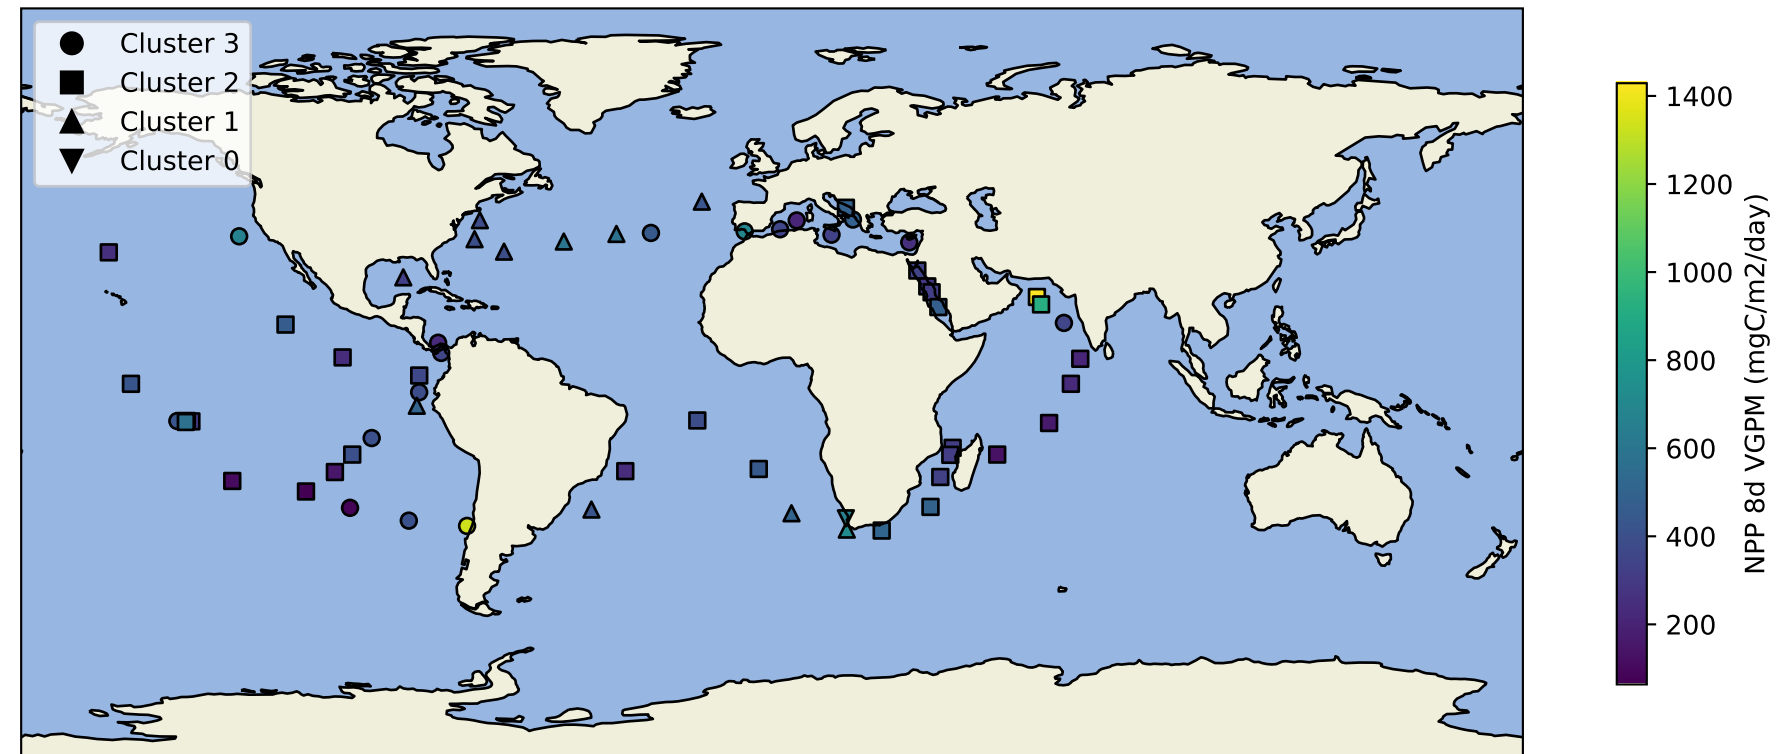 Cluster 3
Cluster 2
Cluster 1
Cluster 0
1400
1200
1000
800
600
400
200
NPP 8d VGPM (mgC/m2/day)